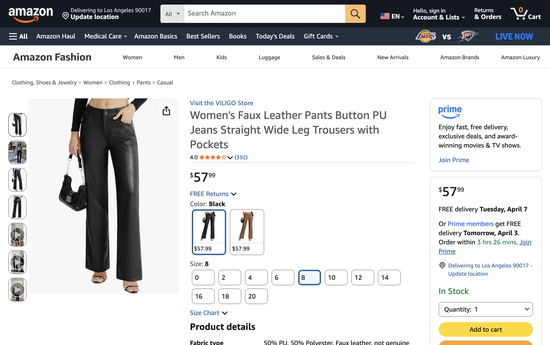 amazon
Delivering to Los Angeles 90017
Update location
All
Search Amazon
EN
Hello, sign in
Account & Lists
Returns
& Orders
0
Cart
All
Amazon Haul
Medical Care
Amazon Basics
Best Sellers
Books
Today's Deals
Gift Cards
VS
LIVE NOW
Amazon Fashion
Women
Men
Kids
Luggage
Sales & Deals
New Arrivals
Amazon Brands
Amazon Luxury
Clothing, Shoes & Jewelry › Women › Clothing › Pants › Casual
Visit the VILIGO Store
Women's Faux Leather Pants Button PU
Jeans Straight Wide Leg Trousers with
Pockets
4.0
(392)
$57.99
FREE Returns
Color: Black
$57.99
$57.99
Size: 8
0
2
4
6
8
10
12
14
16
18
20
Size Chart
Product details
Fabric type
50% PU, 50% Polyester. Faux leather, not genuine
prime
Enjoy fast, free delivery,
exclusive deals, and award-
winning movies & TV shows.
Join Prime
$57.99
FREE delivery Tuesday, April 7
Or Prime members get FREE
delivery Tomorrow, April 3.
Order within 3 hrs 26 mins. Join
Prime
Delivering to Los Angeles 90017 -
Update location
In Stock
Quantity: 1
Add to cart